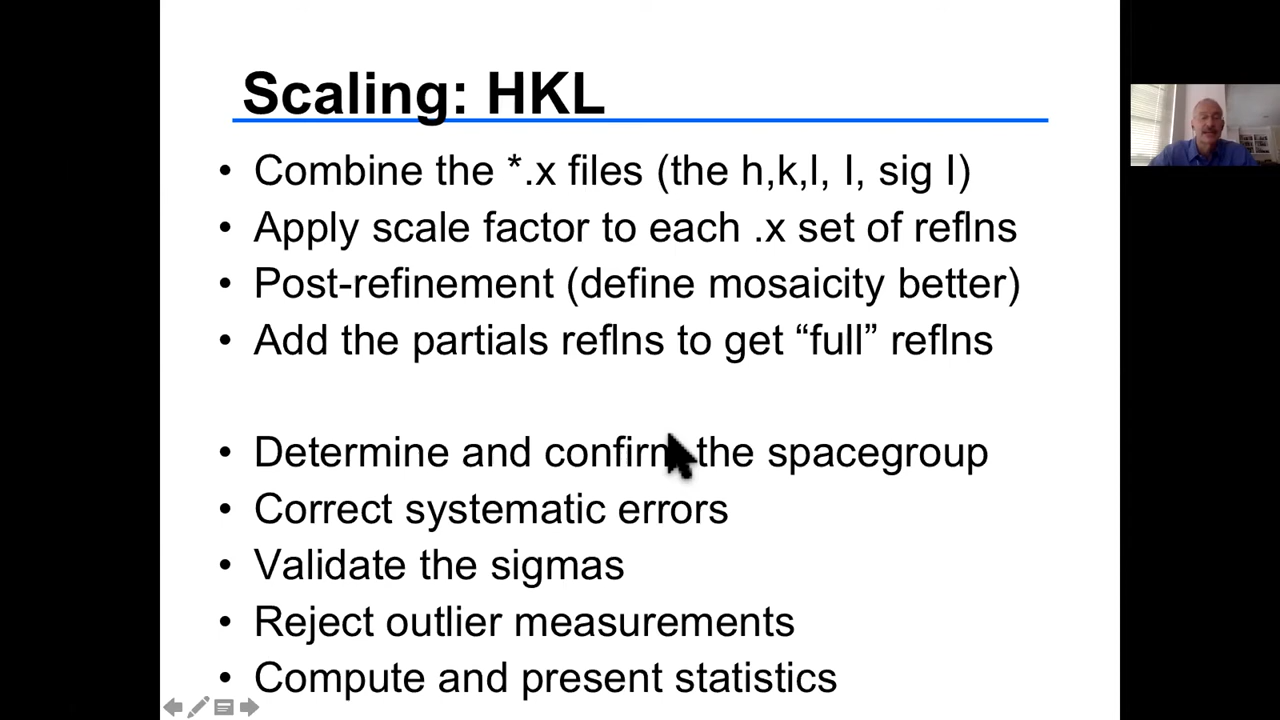 Scaling: HKL
• Combine the *.x files (the h,k,l, I, sig I)
• Apply scale factor to each .x set of reflns
• Post-refinement (define mosaicity better)
• Add the partials reflns to get “full” reflns
• Determine and confirm the spacegroup
• Correct systematic errors
• Validate the sigmas
• Reject outlier measurements
• Compute and present statistics